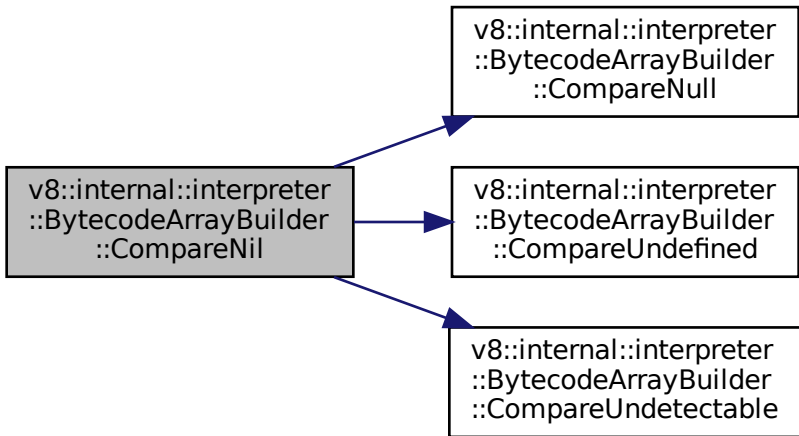 v8::internal::interpreter
::BytecodeArrayBuilder
::CompareNull
v8::internal::interpreter
::BytecodeArrayBuilder
::CompareNil
v8::internal::interpreter
::BytecodeArrayBuilder
::CompareUndefined
v8::internal::interpreter
::BytecodeArrayBuilder
::CompareUndetectable